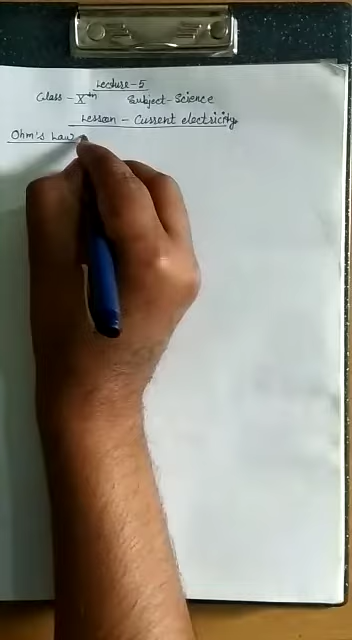 Lecture-5
Class - Xth Subject-Science
Lesson - Current electricity
Ohm's Law